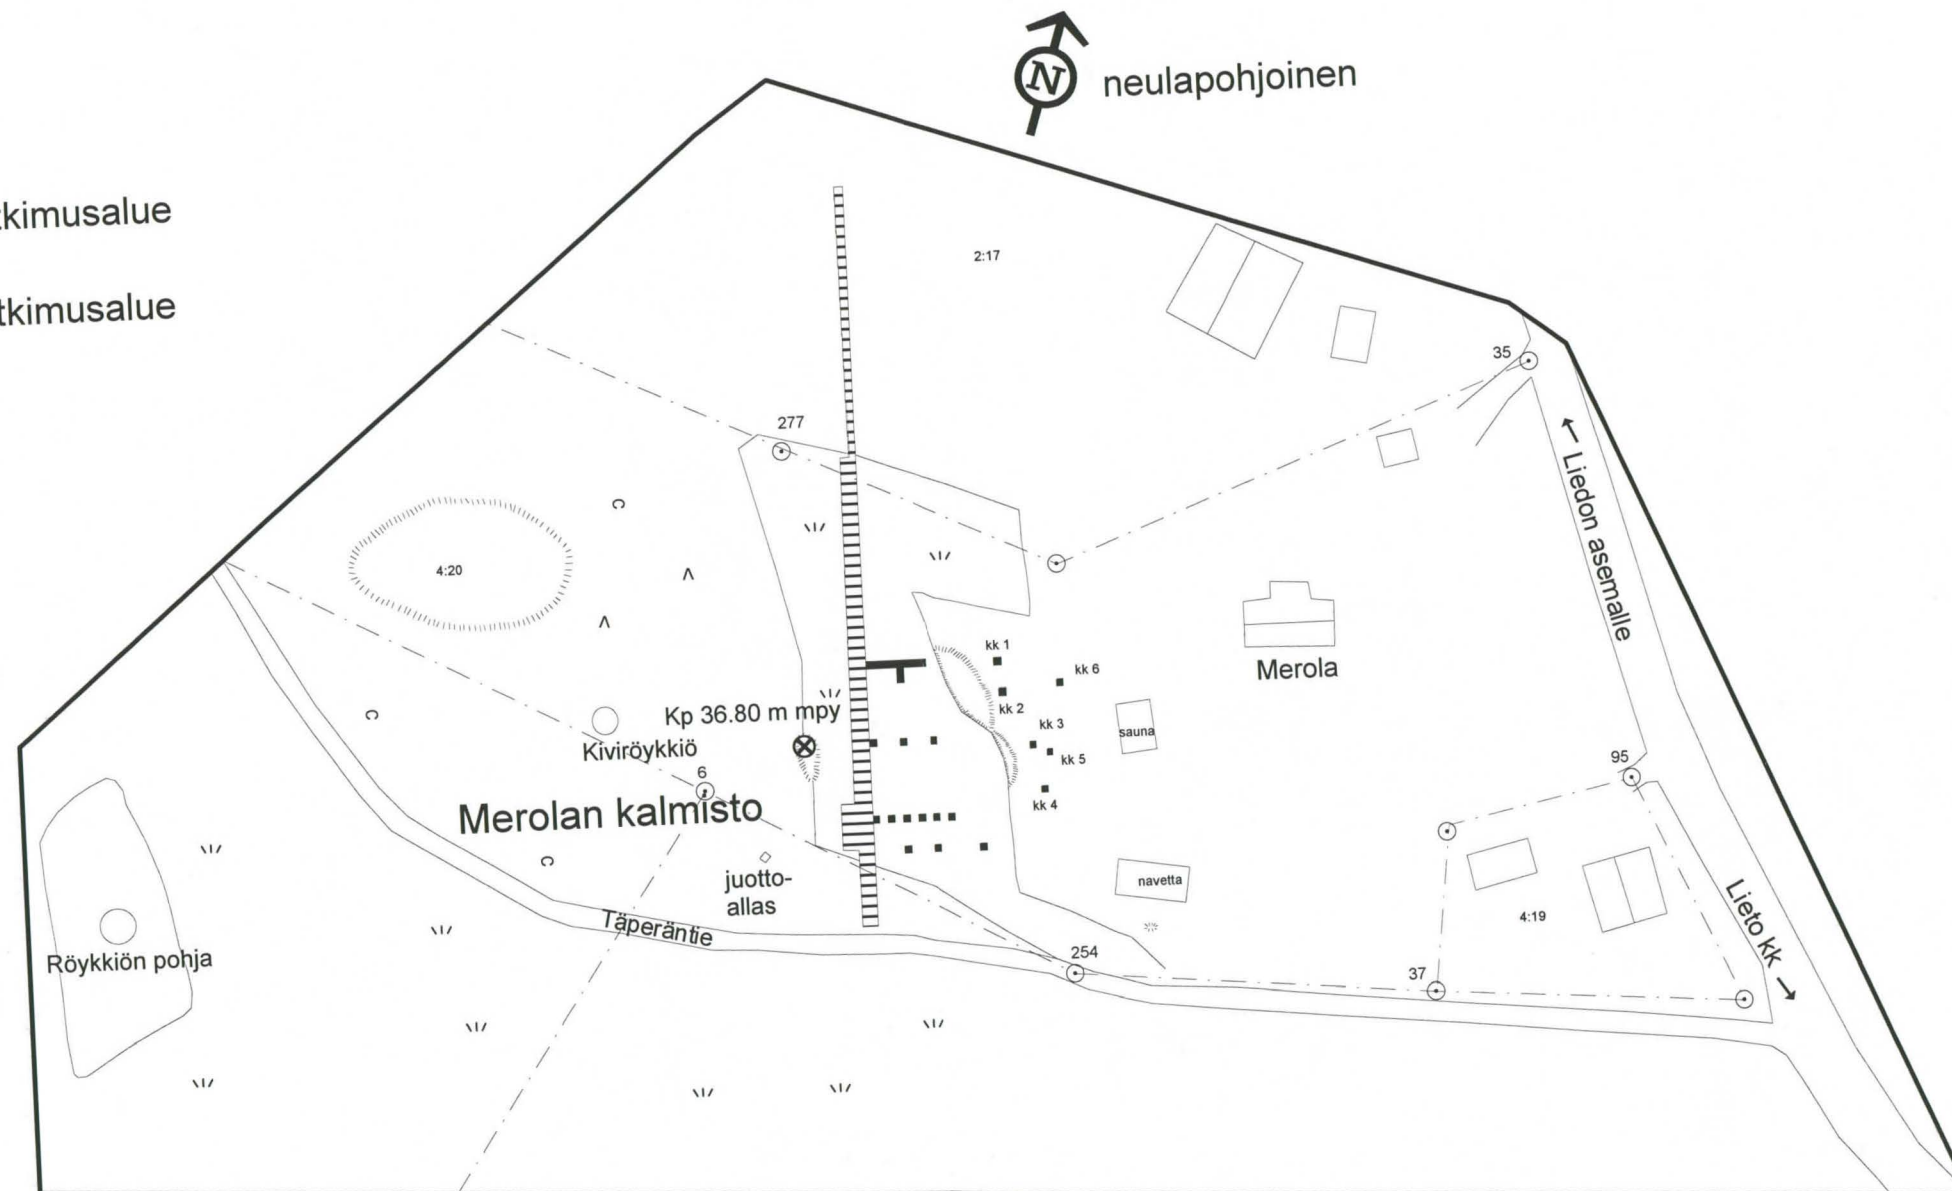 N neulapohjoinen
kimusalue
tkimusalue
2:17
35
277
← Liedon asemalle
4:20
kk 1
kk 6
Merola
kk 2
Kp 36.80 m mpy
kk 3
sauna
Kiviröykkiö
kk 5
95
6
kk 4
Merolan kalmisto
juotto-
allas
navetta
Lieto kk →
4:19
Täperäntie
Röykkiön pohja
254
37